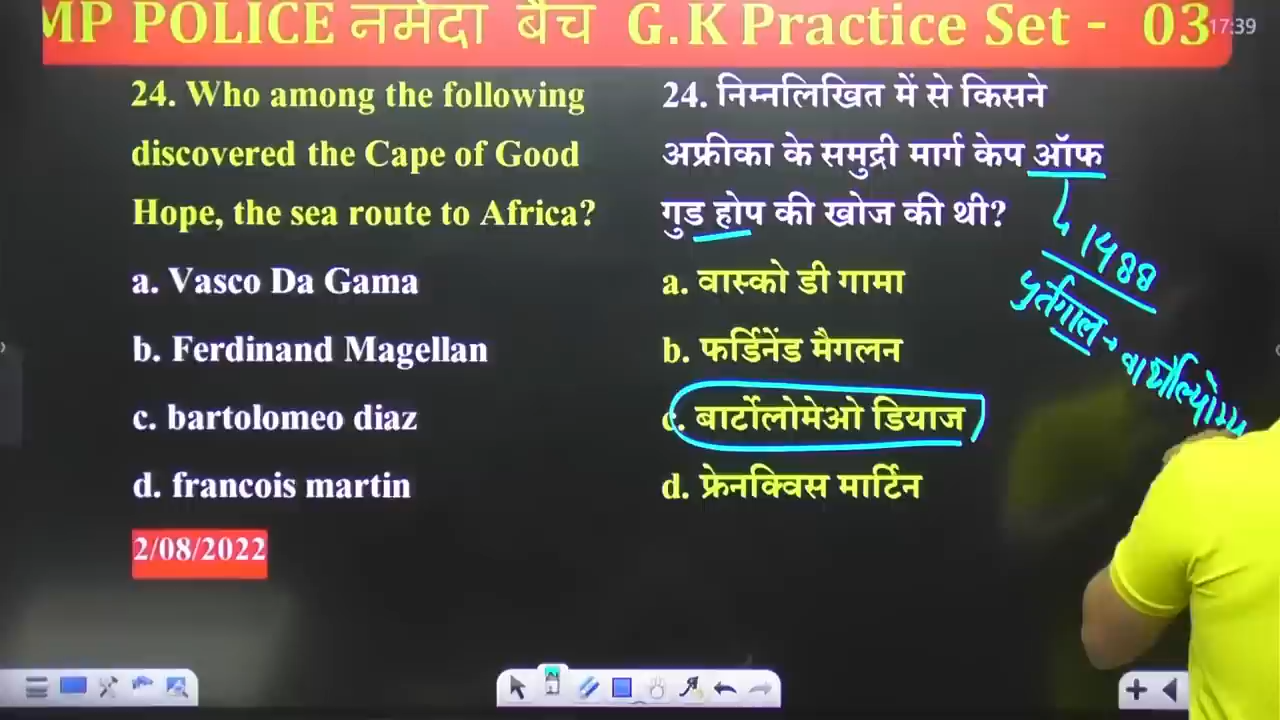 MP POLICE नर्मदा बैच G.K Practice Set - 03
17:39
24. Who among the following
discovered the Cape of Good
Hope, the sea route to Africa?
a. Vasco Da Gama
b. Ferdinand Magellan
c. bartolomeo diaz
d. francois martin
2/08/2022
24. निम्नलिखित में से किसने
अफ्रीका के समुद्री मार्ग केप ऑफ
गुड होप की खोज की थी?
a. वास्को डी गामा
b. फर्डिनेंड मैगलन
c. बार्टोलोमेओ डियाज
d. फ्रेनक्विस मार्टिन
1488
पुर्तगाल →